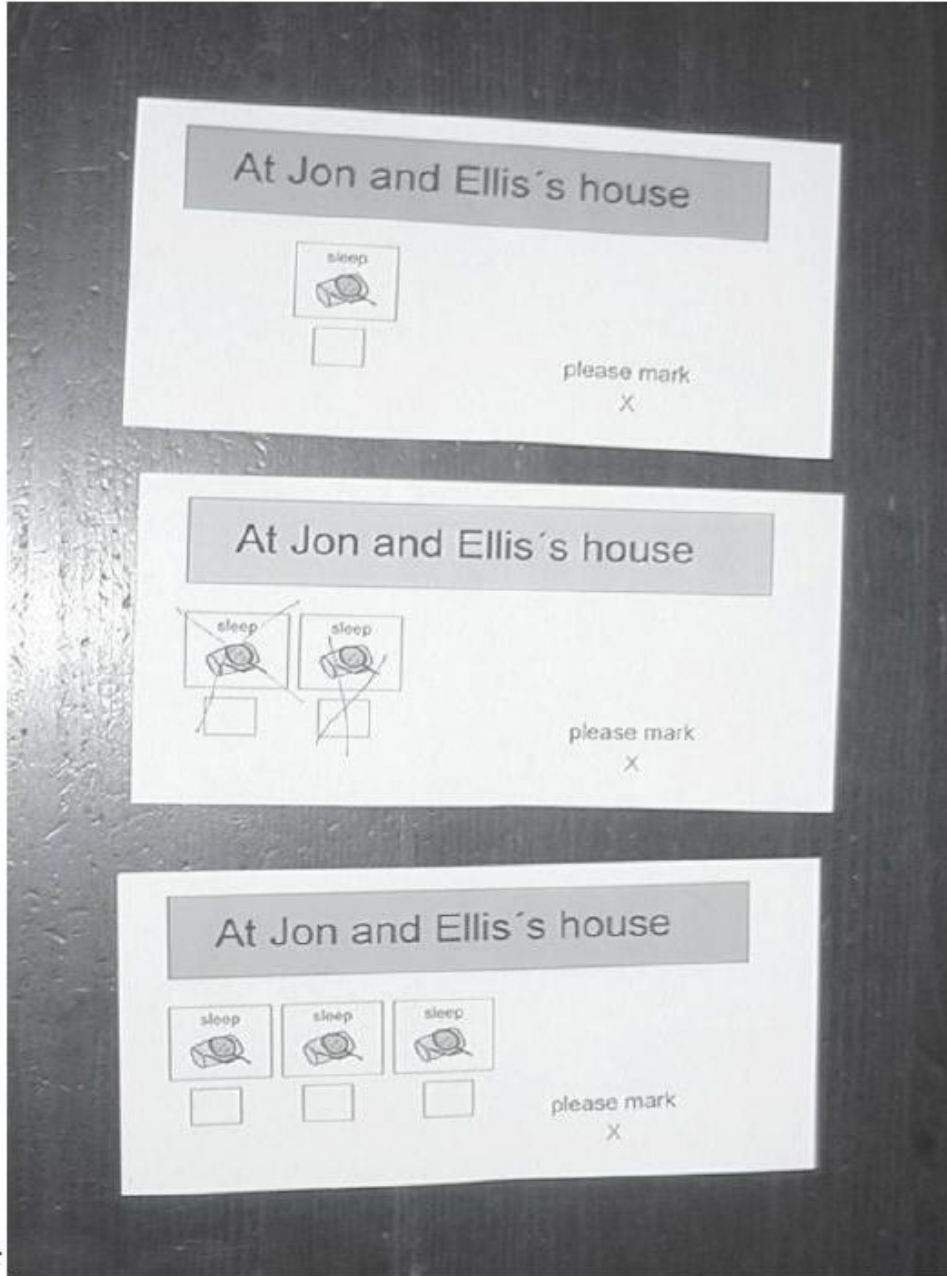 At Jon and Ellis´s house
sleep
please mark
X
At Jon and Ellis´s house
sleep sleep
please mark
X
At Jon and Ellis´s house
sleep sleep sleep
please mark
X